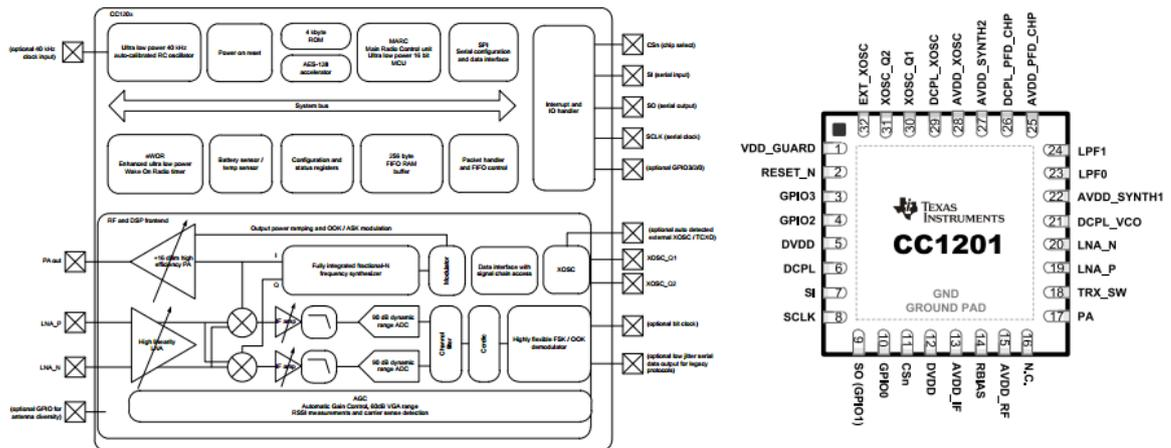 CC120x
(optional 40 kHz
clock input)
Ultra low power 40 kHz
auto-calibrated RC oscillator
Power on reset
4 kbyte
ROM
AES-128
accelerator
MARC
Main Radio Control unit
Ultra low power 16 bit
MCU
SPI
Serial configuration
and data interface
System bus
Interrupt and
IO handler
CSn (chip select)
SI (serial input)
SO (serial output)
SCLK (serial clock)
(optional GPIO3/2/0)
eWOR
Enhanced ultra low power
Wake On Radio timer
Battery sensor /
temp sensor
Configuration and
status registers
256 byte
FIFO RAM
buffer
Packet handler
and FIFO control
RF and DSP frontend
Output power ramping and OOK / ASK modulation
PA out
+16 dBm high
efficiency PA
I
Q
Fully integrated fractional-N
frequency synthesizer
Modulator
Data interface with
signal chain access
XOSC
(optional auto detected
external XOSC / TCXO)
XOSC_Q1
XOSC_Q2
LNA_P
LNA_N
High linearity
LNA
IF amp
IF amp
90 dB dynamic
range ADC
90 dB dynamic
range ADC
Channel
filter
Cordic
Highly flexible FSK / OOK
demodulator
(optional bit clock)
(optional low jitter serial
data output for legacy
protocols)
(optional GPIO for
antenna diversity)
AGC
Automatic Gain Control, 60dB VGA range
RSSI measurements and carrier sense detection
EXT_XOSC
XOSC_Q2
XOSC_Q1
DCPL_XOSC
AVDD_XOSC
AVDD_SYNTH2
DCPL_PFD_CHP
AVDD_PFD_CHP
32 31 30 29 28 27 26 25
VDD_GUARD 1
RESET_N 2
GPIO3 3
GPIO2 4
DVDD 5
DCPL 6
SI 7
SCLK 8
TEXAS
INSTRUMENTS
CC1201
GND
GROUND PAD
24 LPF1
23 LPF0
22 AVDD_SYNTH1
21 DCPL_VCO
20 LNA_N
19 LNA_P
18 TRX_SW
17 PA
9 10 11 12 13 14 15 16
SO (GPIO1)
GPIO0
CSn
DVDD
AVDD_IF
RBIAS
AVDD_RF
N.C.